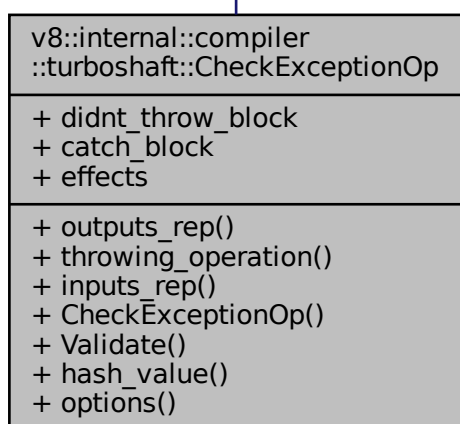 v8::internal::compiler
::turboshaft::CheckExceptionOp
+ didnt_throw_block
+ catch_block
+ effects
+ outputs_rep()
+ throwing_operation()
+ inputs_rep()
+ CheckExceptionOp()
+ Validate()
+ hash_value()
+ options()